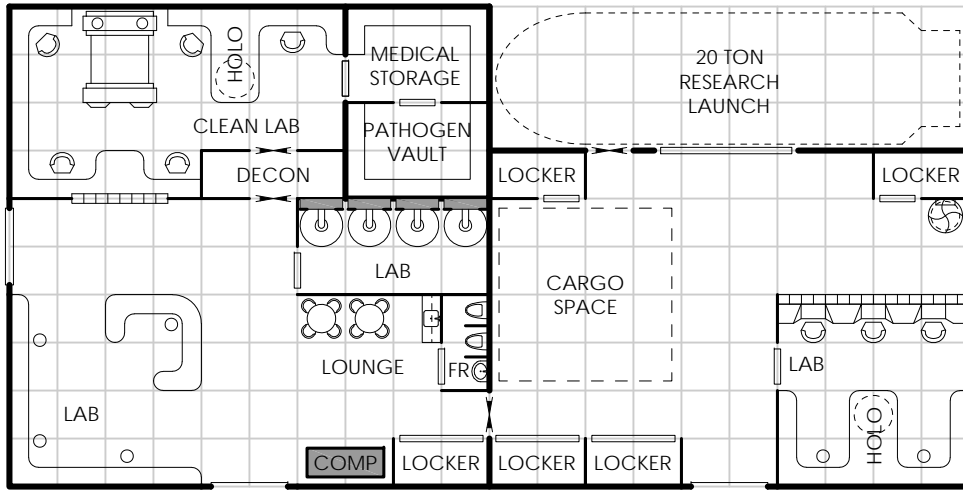 HOLO
MEDICAL
STORAGE
20 TON
RESEARCH
LAUNCH
CLEAN LAB
PATHOGEN
VAULT
DECON
LOCKER
LOCKER
LAB
CARGO
SPACE
LOUNGE
FR
LAB
LAB
HOLO
COMP
LOCKER
LOCKER
LOCKER